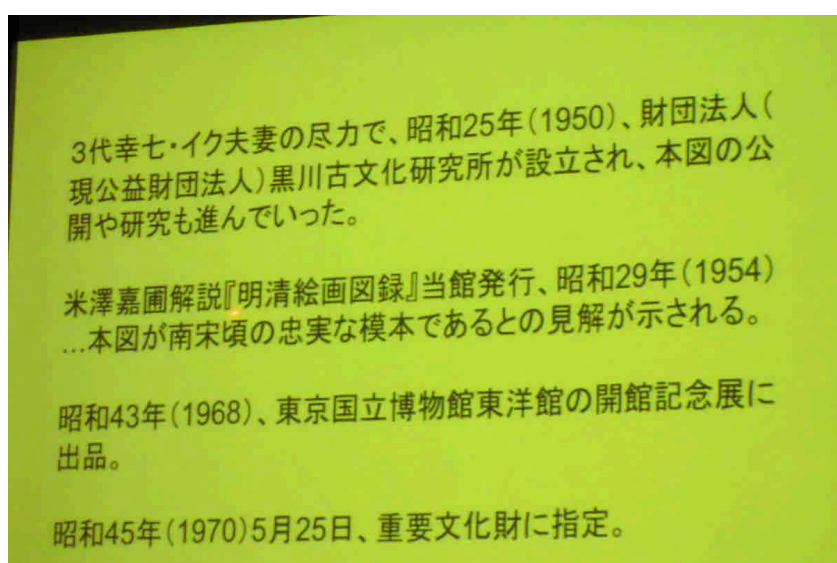 3代幸七・イク夫妻の尽力で、昭和25年(1950)、財団法人(
現公益財団法人)黒川古文化研究所が設立され、本図の公
開や研究も進んでいった。
米澤嘉圃解説『明清絵画図録』当館発行、昭和29年(1954)
…本図が南宋頃の忠実な模本であるとの見解が示される。
昭和43年(1968)、東京国立博物館東洋館の開館記念展に
出品。
昭和45年(1970)5月25日、重要文化財に指定。